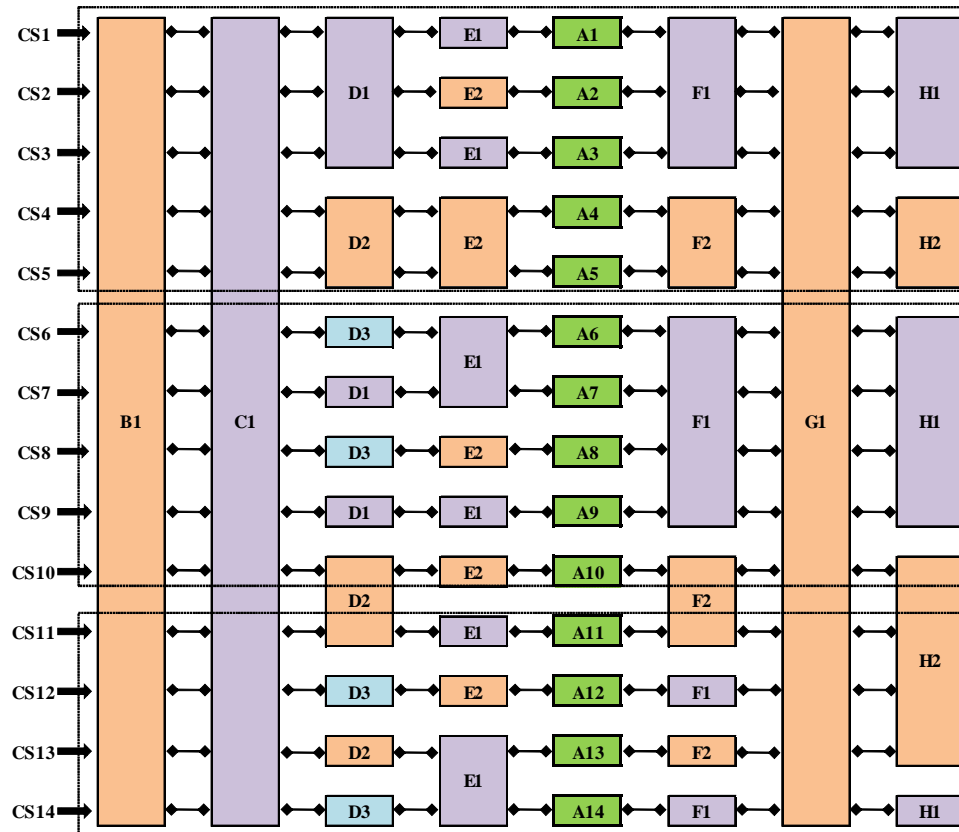 CS1 E1 A1
CS2 D1 E2 A2 F1 H1
CS3 E1 A3
CS4 A4
D2 E2 F2 H2
CS5 A5
CS6 D3 A6
E1
CS7 D1 A7
B1 C1 F1 G1 H1
CS8 D3 E2 A8
CS9 D1 E1 A9
CS10 E2 A10
D2 F2
CS11 E1 A11
H2
CS12 D3 E2 A12 F1
CS13 D2 A13 F2
E1
CS14 D3 A14 F1 H1